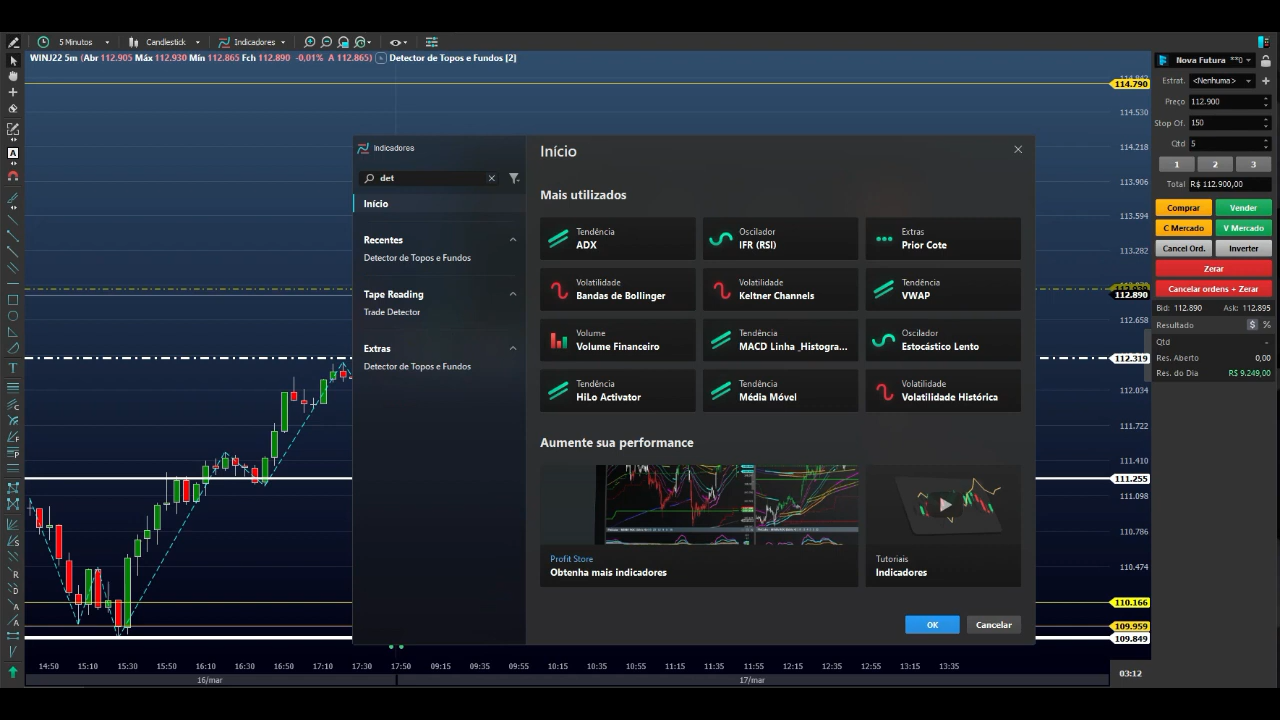 5 Minutos
Candlestick
Indicadores
WINJ22 5m (Abr 112.905 Máx 112.930 Mín 112.865 Fch 112.890 -0,01% A 112.865)
Detector de Topos e Fundos [2]
114.790
114.530
114.218
113.906
113.594
113.282
112.890
112.658
112.319
112.034
111.722
111.410
111.255
111.098
110.786
110.474
110.166
109.959
109.849
Indicadores
det
Início
Recentes
Detector de Topos e Fundos
Tape Reading
Trade Detector
Extras
Detector de Topos e Fundos
Início
Mais utilizados
Tendência
ADX
Oscilador
IFR (RSI)
Extras
Prior Cote
Volatilidade
Bandas de Bollinger
Volatilidade
Keltner Channels
Tendência
VWAP
Volume
Volume Financeiro
Tendência
MACD Linha ,Histogra...
Oscilador
Estocástico Lento
Tendência
HiLo Activator
Tendência
Média Móvel
Volatilidade
Volatilidade Histórica
Aumente sua performance
Profit Store
Obtenha mais indicadores
Tutoriais
Indicadores
OK
Cancelar
Nova Futura **0
Estrat. <Nenhuma>
Preço 112.900
Stop Of. 150
Qtd 5
1 2 3
Total R$ 112.900,00
Comprar Vender
C Mercado V Mercado
Cancel Ord. Inverter
Zerar
Cancelar ordens + Zerar
Bid: 112.890 Ask: 112.895
Resultado $ %
Qtd -
Res. Aberto 0,00
Res. do Dia R$ 9.249,00
14:50 15:10 15:30 15:50 16:10 16:30 16:50 17:10 17:30 17:50 09:15 09:35 09:55 10:15 10:35 10:55 11:15 11:35 11:55 12:15 12:35 12:55 13:15 13:35
16/mar 17/mar
03:12